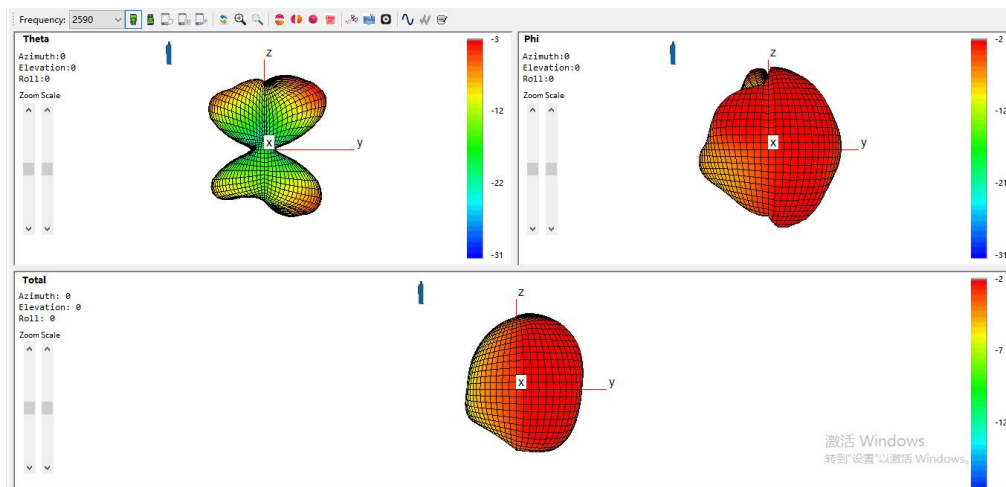 Frequency: 2590
Theta
Azimuth:0
Elevation:0
Roll:0
Zoom Scale
z
x
y
-3
-12
-22
-31
Phi
Azimuth:0
Elevation:0
Roll:0
Zoom Scale
z
x
y
-2
-12
-21
-31
Total
Azimuth: 0
Elevation: 0
Roll: 0
Zoom Scale
z
x
y
-2
-7
-12
激活 Windows
转到"设置"以激活 Windows。